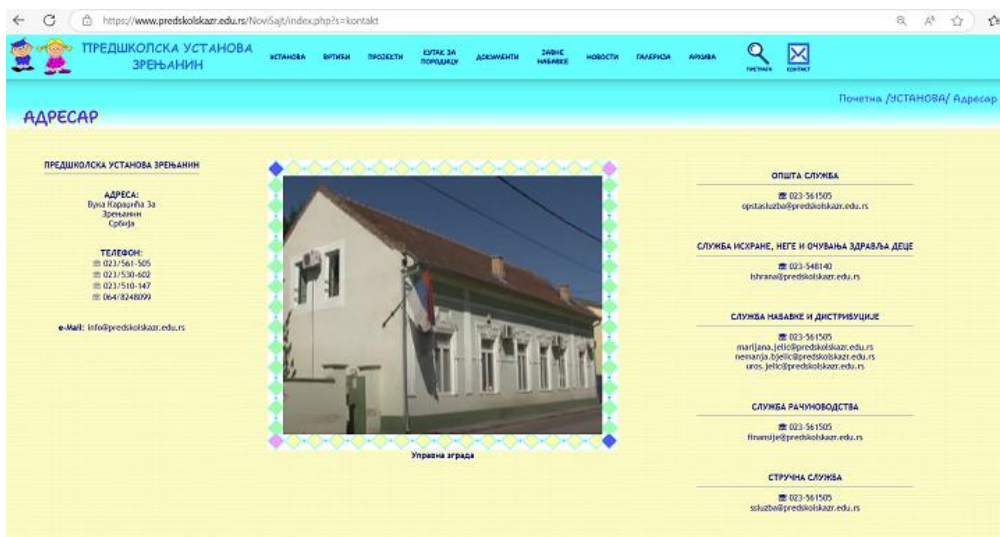 https://www.predskolskazr.edu.rs/NoviSajt/index.php?s=kontakt
ПРЕДШКОЛСКА УСТАНОВА
ЗРЕЊАНИН
УСТАНОВА
ВРТИЋИ
ПРОЈЕКТИ
КУТАК ЗА
ПОРОДИЦУ
ДОКУМЕНТИ
ЈАВНЕ
НАБАВКЕ
НОВОСТИ
ГАЛЕРИЈА
АРХИВА
ПРЕТРАГА
КОНТАКТ
Почетна /УСТАНОВА/ Адресар
АДРЕСАР
ПРЕДШКОЛСКА УСТАНОВА ЗРЕЊАНИН
АДРЕСА:
Вука Караџића 3а
Зрењанин
Србија
ТЕЛЕФОН:
☏ 023/561-505
☏ 023/530-602
☏ 023/510-147
☏ 064/8248099
e-Mail: info@predskolskazr.edu.rs
Управна зграда
ОПШТА СЛУЖБА
☏ 023-561505
opstasluzba@predskolskazr.edu.rs
СЛУЖБА ИСХРАНЕ, НЕГЕ И ОЧУВАЊА ЗДРАВЉА ДЕЦЕ
☏ 023-548140
ishrana@predskolskazr.edu.rs
СЛУЖБА НАБАВКЕ И ДИСТРИБУЦИЈЕ
☏ 023-561505
marijana.jelic@predskolskazr.edu.rs
nemanja.bjelic@predskolskazr.edu.rs
uros.jelic@predskolskazr.edu.rs
СЛУЖБА РАЧУНОВОДСТВА
☏ 023-561505
finansije@predskolskazr.edu.rs
СТРУЧНА СЛУЖБА
☏ 023-561505
ssluzba@predskolskazr.edu.rs